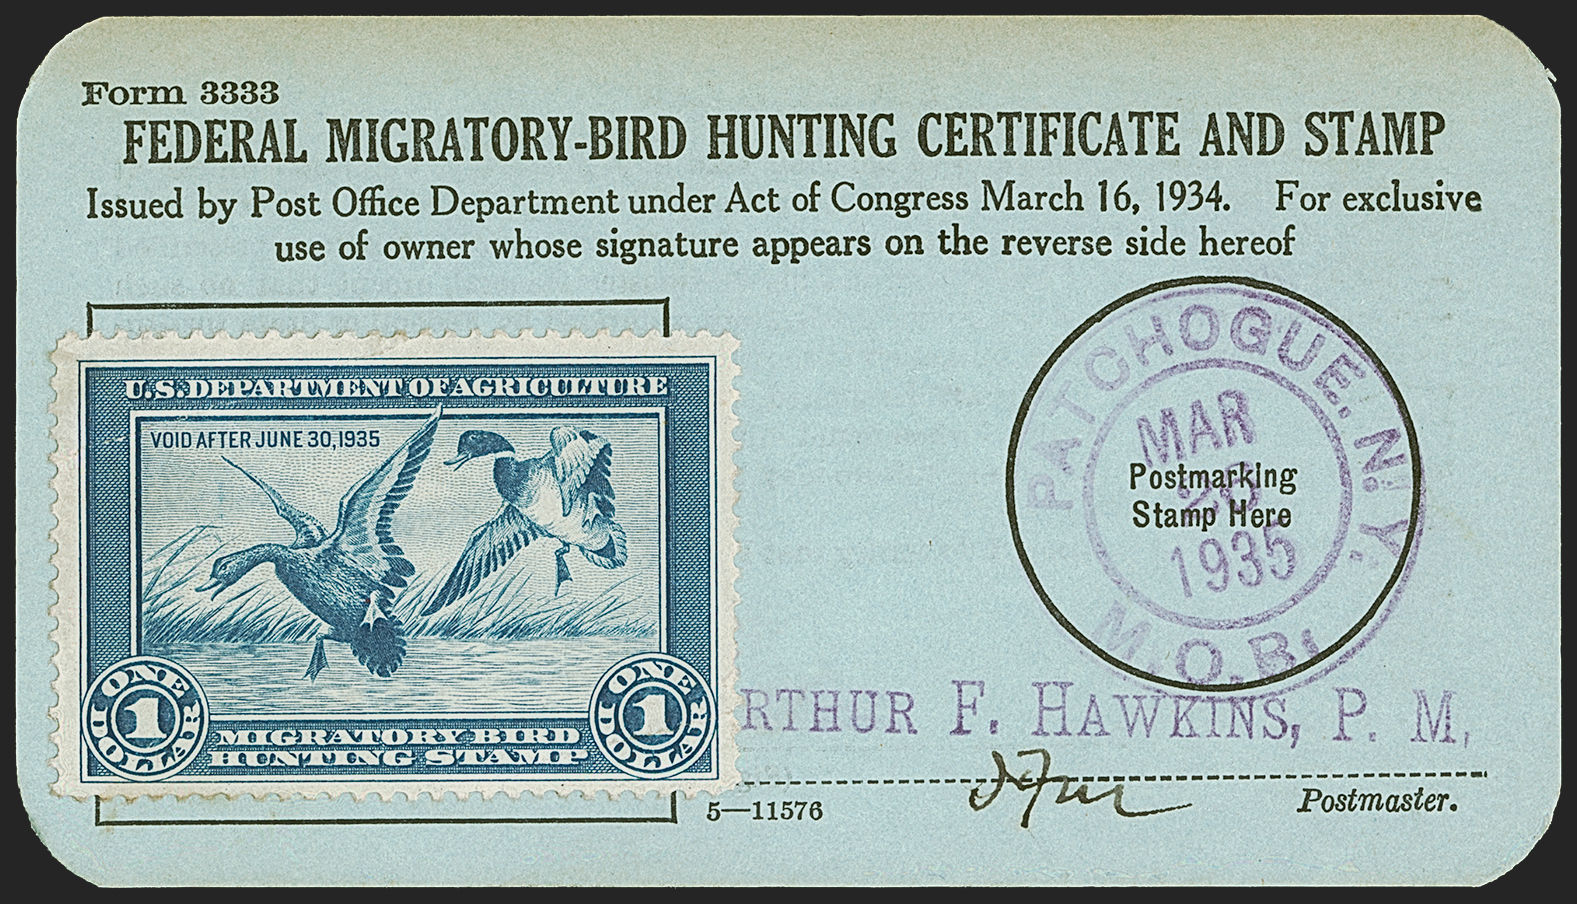 Form 3333
FEDERAL MIGRATORY-BIRD HUNTING CERTIFICATE AND STAMP
Issued by Post Office Department under Act of Congress March 16, 1934. For exclusive
use of owner whose signature appears on the reverse side hereof
U.S. DEPARTMENT OF AGRICULTURE
VOID AFTER JUNE 30, 1935
ONE
1
DOLLAR
MIGRATORY BIRD
HUNTING STAMP
ONE
1
DOLLAR
PATCHOGUE, N.Y.
MAR
1935
M.O.B.
Postmarking
Stamp Here
RTHUR F. HAWKINS, P. M,
5—11576
Postmaster.